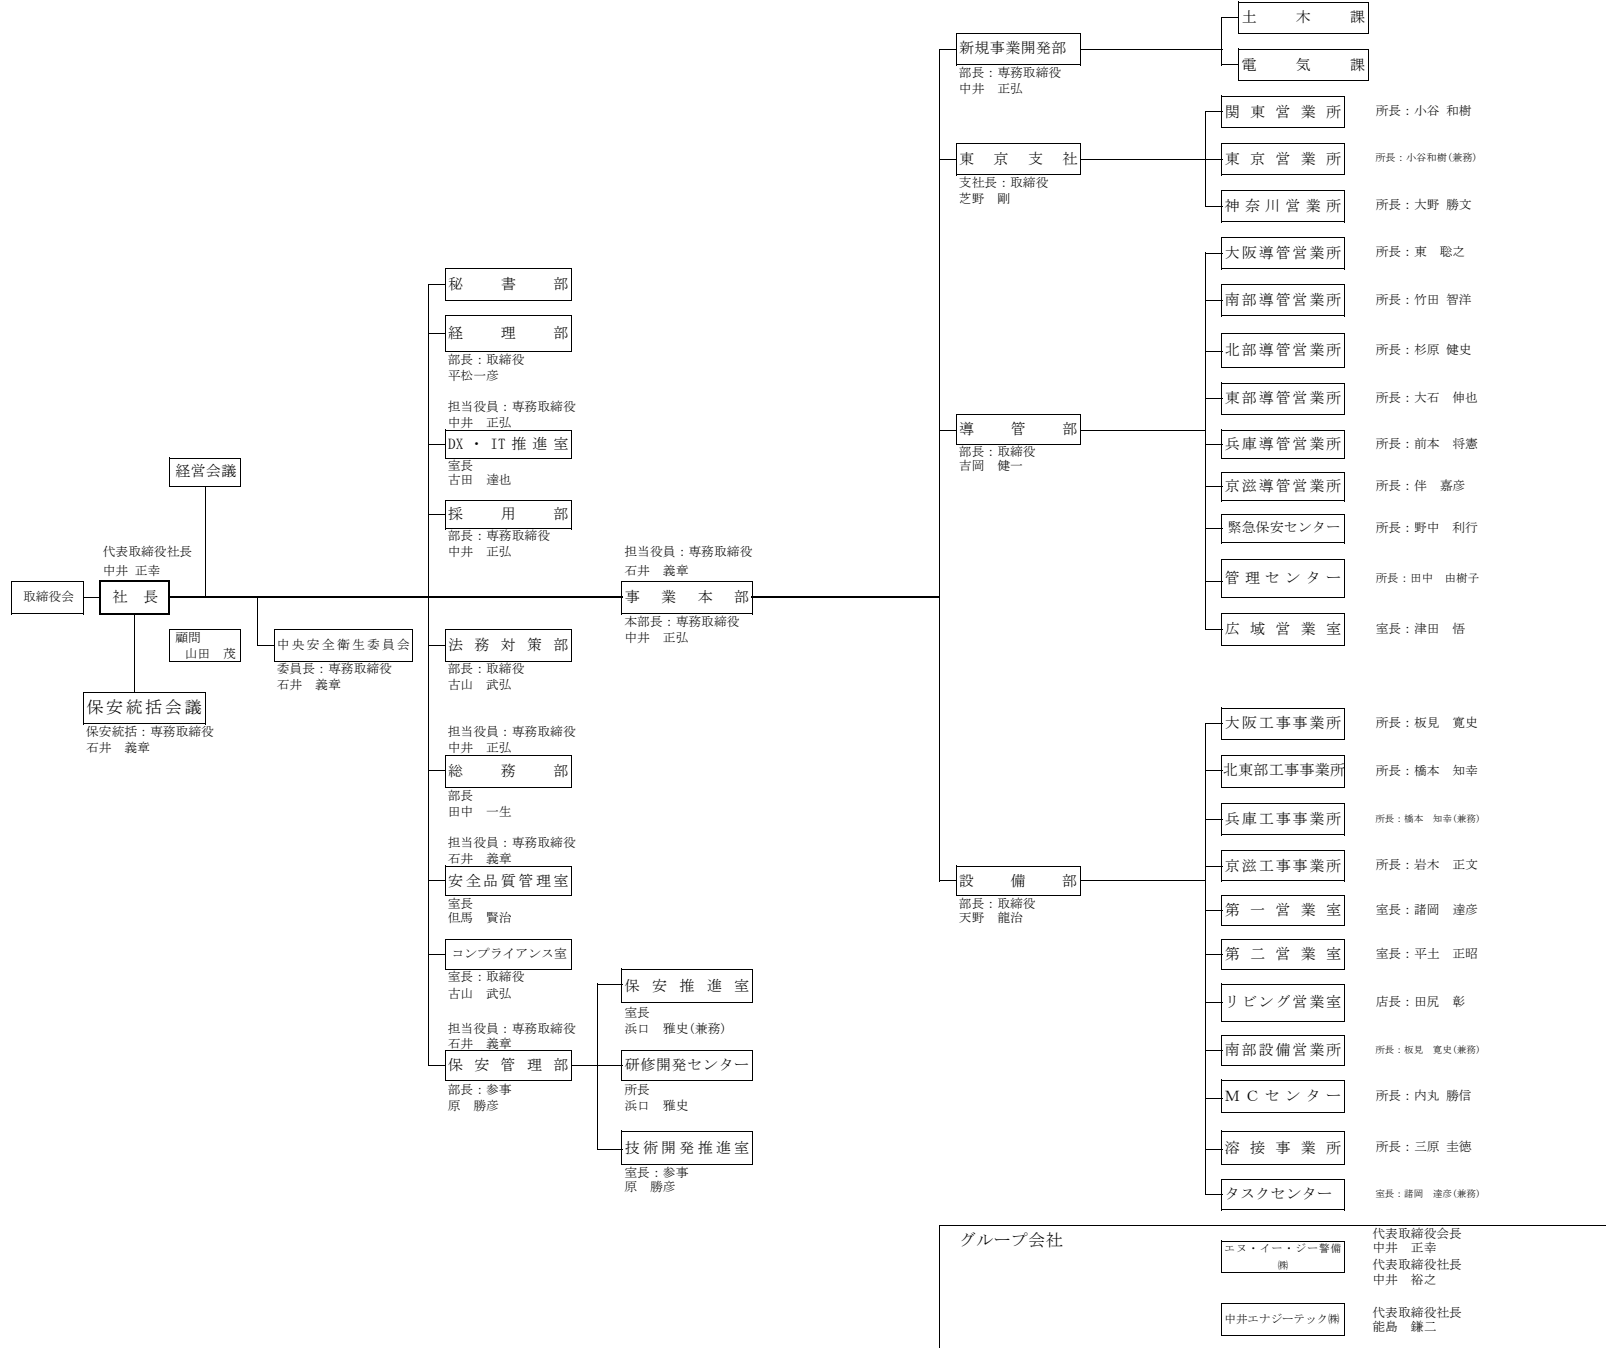 取締役会
代表取締役社長
中井 正幸
社 長
経営会議
顧問
山田 茂
保安統括会議
保安統括：専務取締役
石井 義章
中央安全衛生委員会
委員長：専務取締役
石井 義章
秘書部
経理部
部長：取締役
平松一彦
担当役員：専務取締役
中井 正弘
DX・IT推進室
室長
古田 達也
採用部
部長：専務取締役
中井 正弘
法務対策部
部長：取締役
古山 武弘
担当役員：専務取締役
中井 正弘
総務部
部長
田中 一生
担当役員：専務取締役
石井 義章
安全品質管理室
室長
但馬 賢治
コンプライアンス室
室長：取締役
古山 武弘
担当役員：専務取締役
石井 義章
保安管理部
部長：参事
原 勝彦
保安推進室
室長
浜口 雅史(兼務)
研修開発センター
所長
浜口 雅史
技術開発推進室
室長：参事
原 勝彦
担当役員：専務取締役
石井 義章
事業本部
本部長：専務取締役
中井 正弘
新規事業開発部
部長：専務取締役
中井 正弘
土木課
電気課
東京支社
支社長：取締役
芝野 剛
関東営業所 所長：小谷 和樹
東京営業所 所長：小谷和樹(兼務)
神奈川営業所 所長：大野 勝文
導管部
部長：取締役
吉岡 健一
大阪導管営業所 所長：東 聡之
南部導管営業所 所長：竹田 智洋
北部導管営業所 所長：杉原 健史
東部導管営業所 所長：大石 伸也
兵庫導管営業所 所長：前本 将憲
京滋導管営業所 所長：伴 嘉彦
緊急保安センター 所長：野中 利行
管理センター 所長：田中 由樹子
広域営業室 室長：津田 悟
設備部
部長：取締役
天野 龍治
大阪工事事業所 所長：板見 寛史
北東部工事事業所 所長：橋本 知幸
兵庫工事事業所 所長：橋本 知幸(兼務)
京滋工事事業所 所長：岩木 正文
第一営業室 室長：諸岡 達彦
第二営業室 室長：平土 正昭
リビング営業室 店長：田尻 彰
南部設備営業所 所長：板見 寛史(兼務)
MCセンター 所長：内丸 勝信
溶接事業所 所長：三原 圭徳
タスクセンター 室長：諸岡 達彦(兼務)
グループ会社
エヌ・イー・ジー警備
㈱
代表取締役会長
中井 正幸
代表取締役社長
中井 裕之
中井エナジーテック㈱
代表取締役社長
能島 鎌二